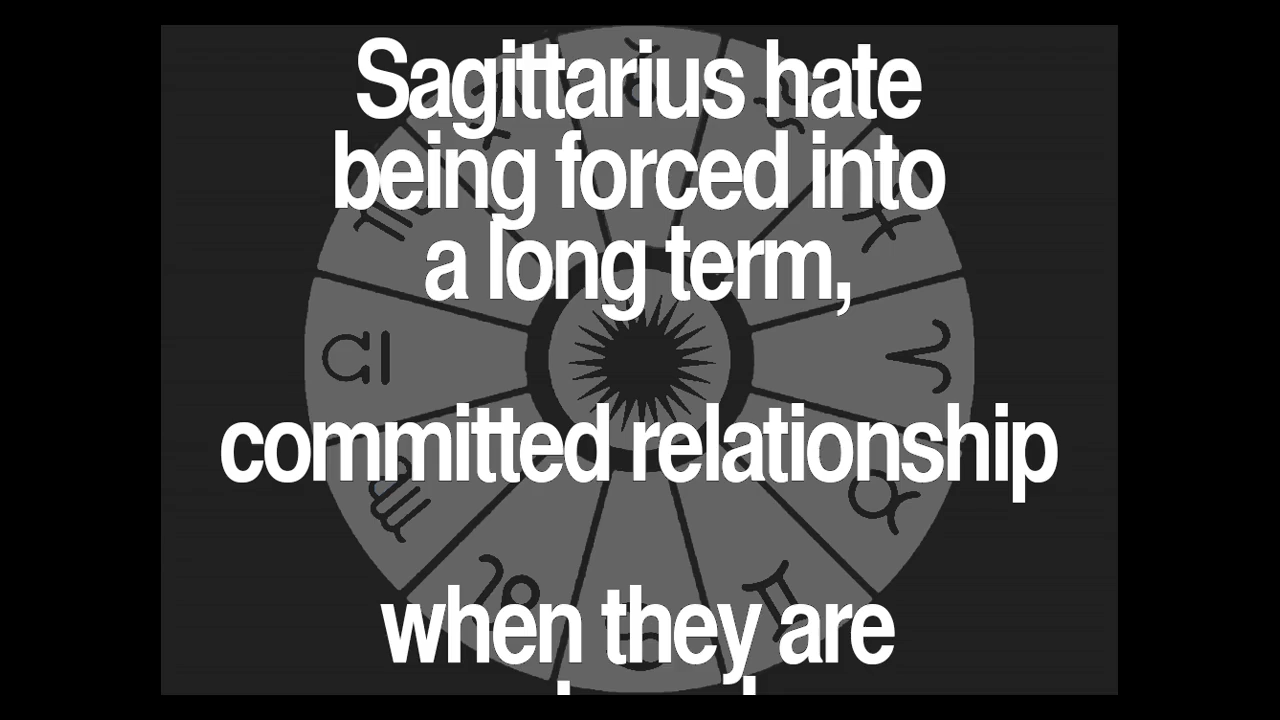 Sagittarius hate
being forced into
a long term,
committed relationship
when they are